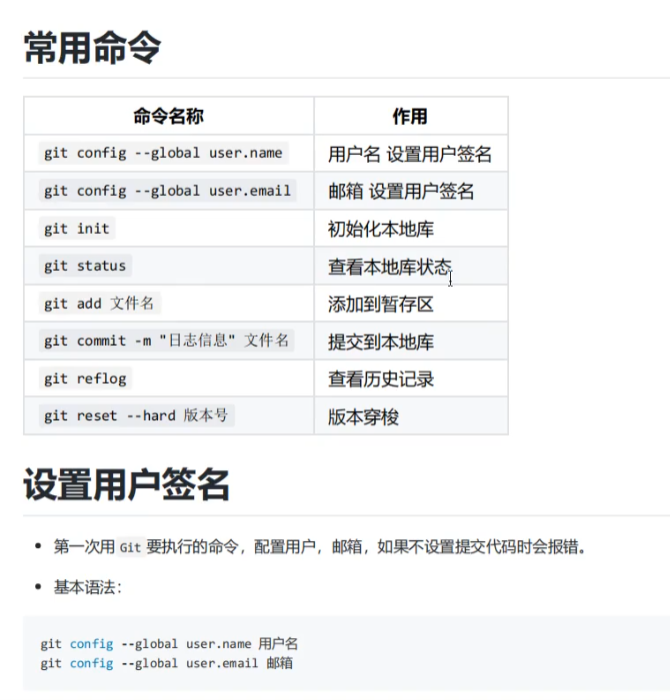 常用命令
命令名称 作用
git config --global user.name 用户名 设置用户签名
git config --global user.email 邮箱 设置用户签名
git init 初始化本地库
git status 查看本地库状态
git add 文件名 添加到暂存区
git commit -m "日志信息" 文件名 提交到本地库
git reflog 查看历史记录
git reset --hard 版本号 版本穿梭
设置用户签名
• 第一次用 Git 要执行的命令，配置用户，邮箱，如果不设置提交代码时会报错。
• 基本语法：
git config --global user.name 用户名
git config --global user.email 邮箱